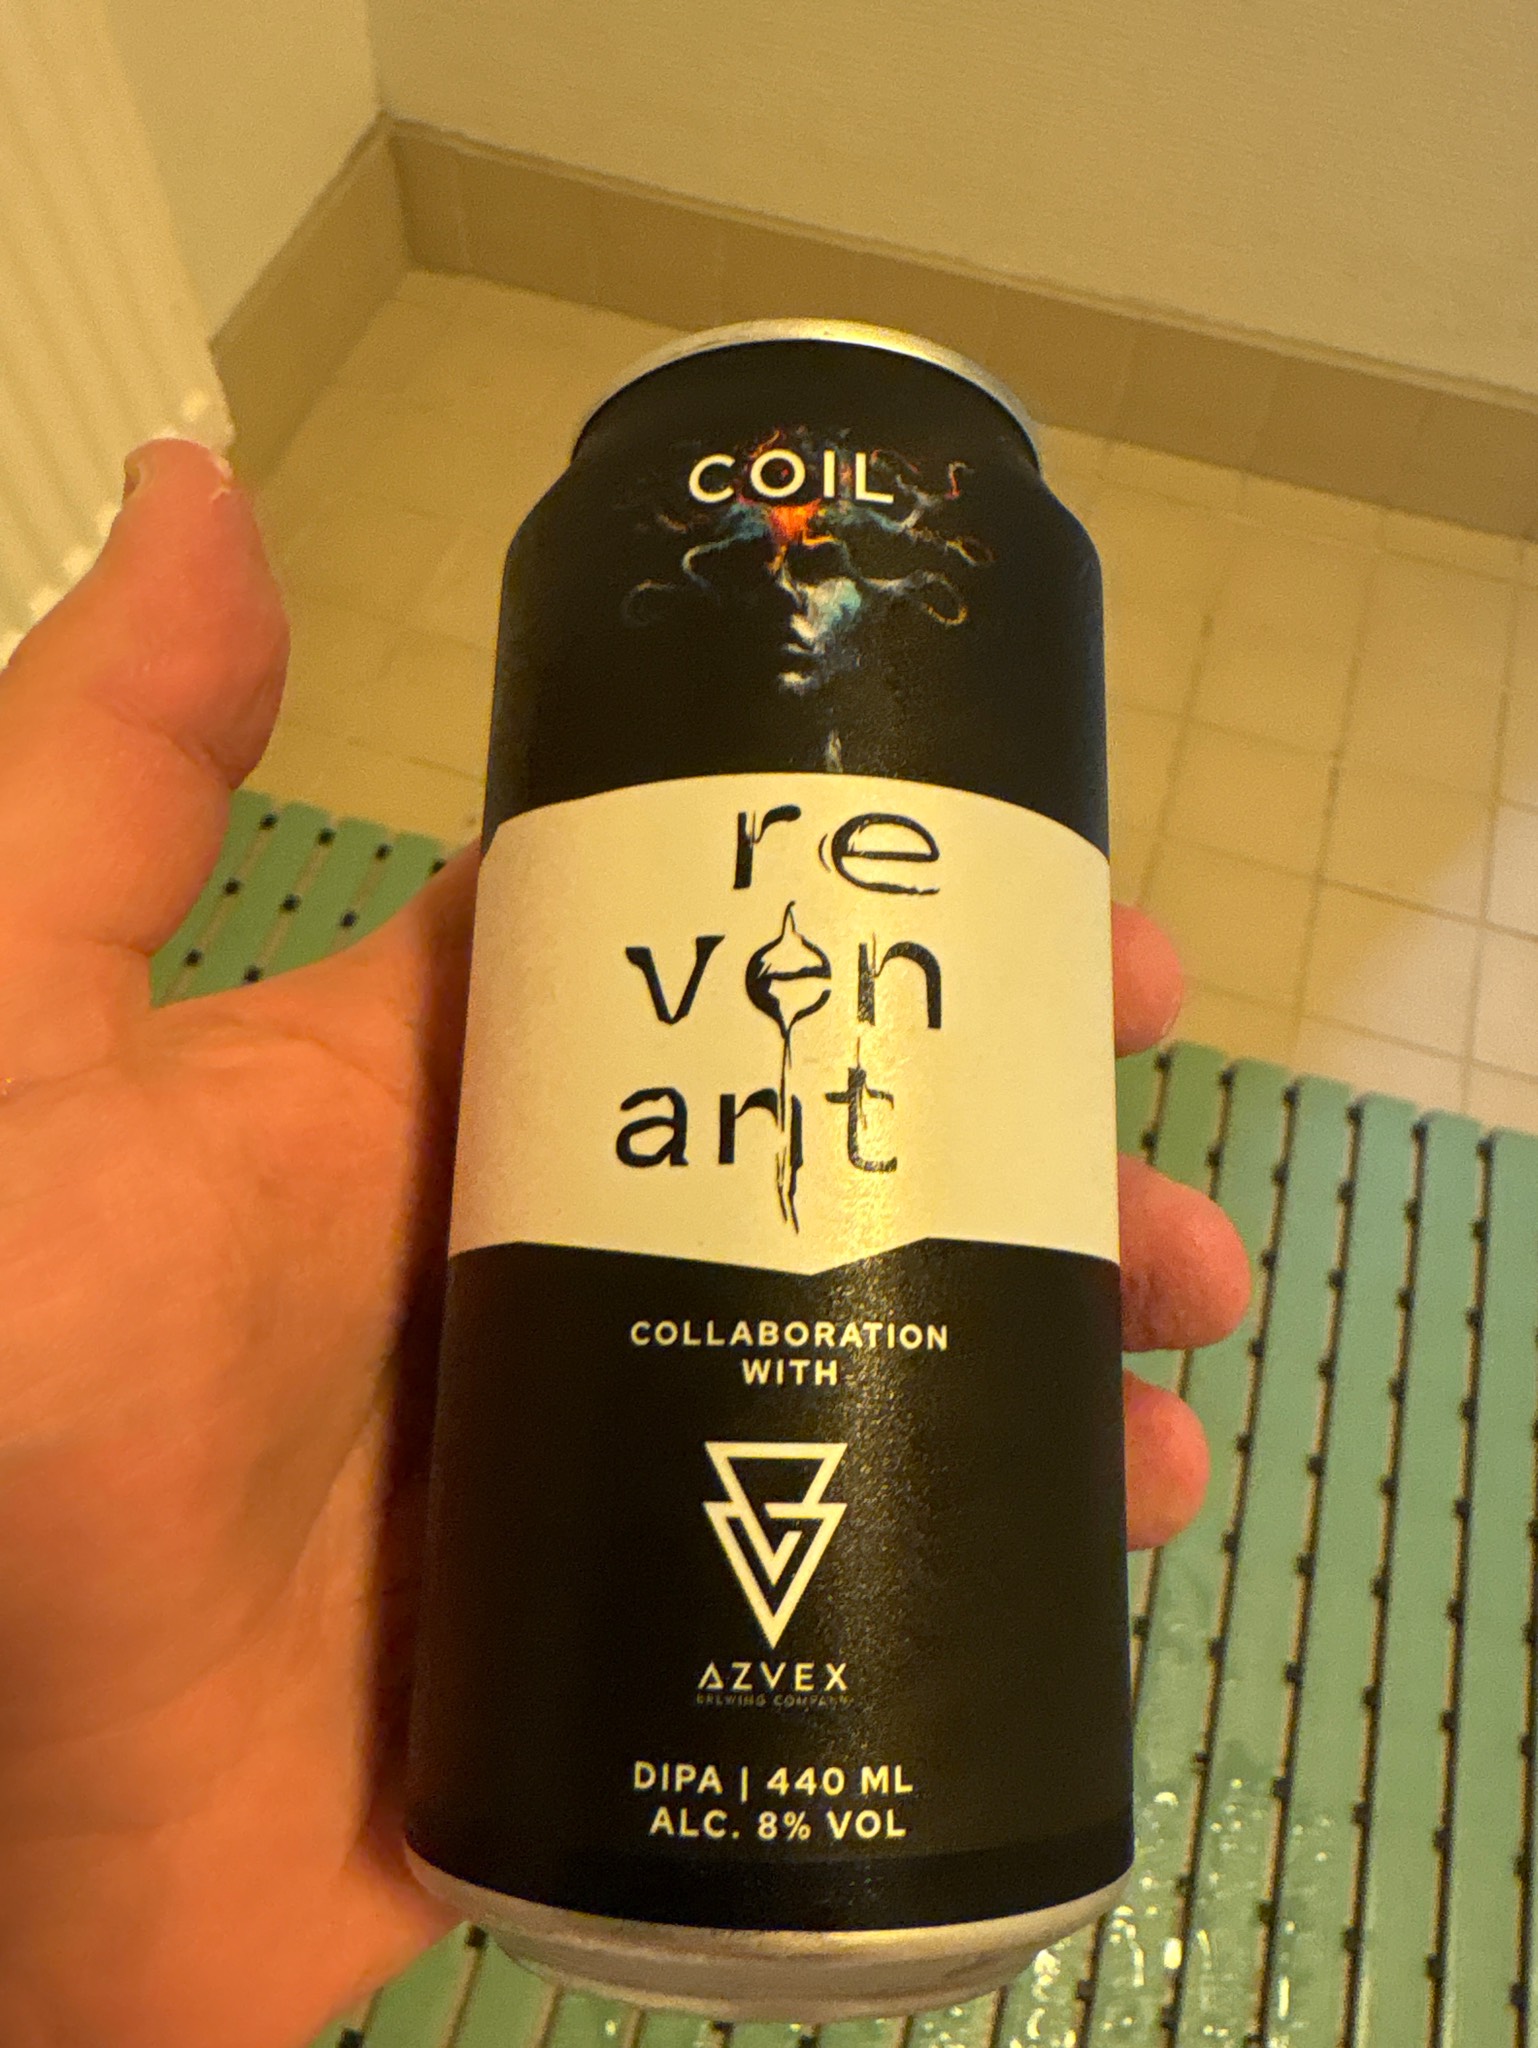 COIL
re
ven
ant
COLLABORATION
WITH
AZVEX
BREWING COMPANY
DIPA | 440 ML
ALC. 8% VOL